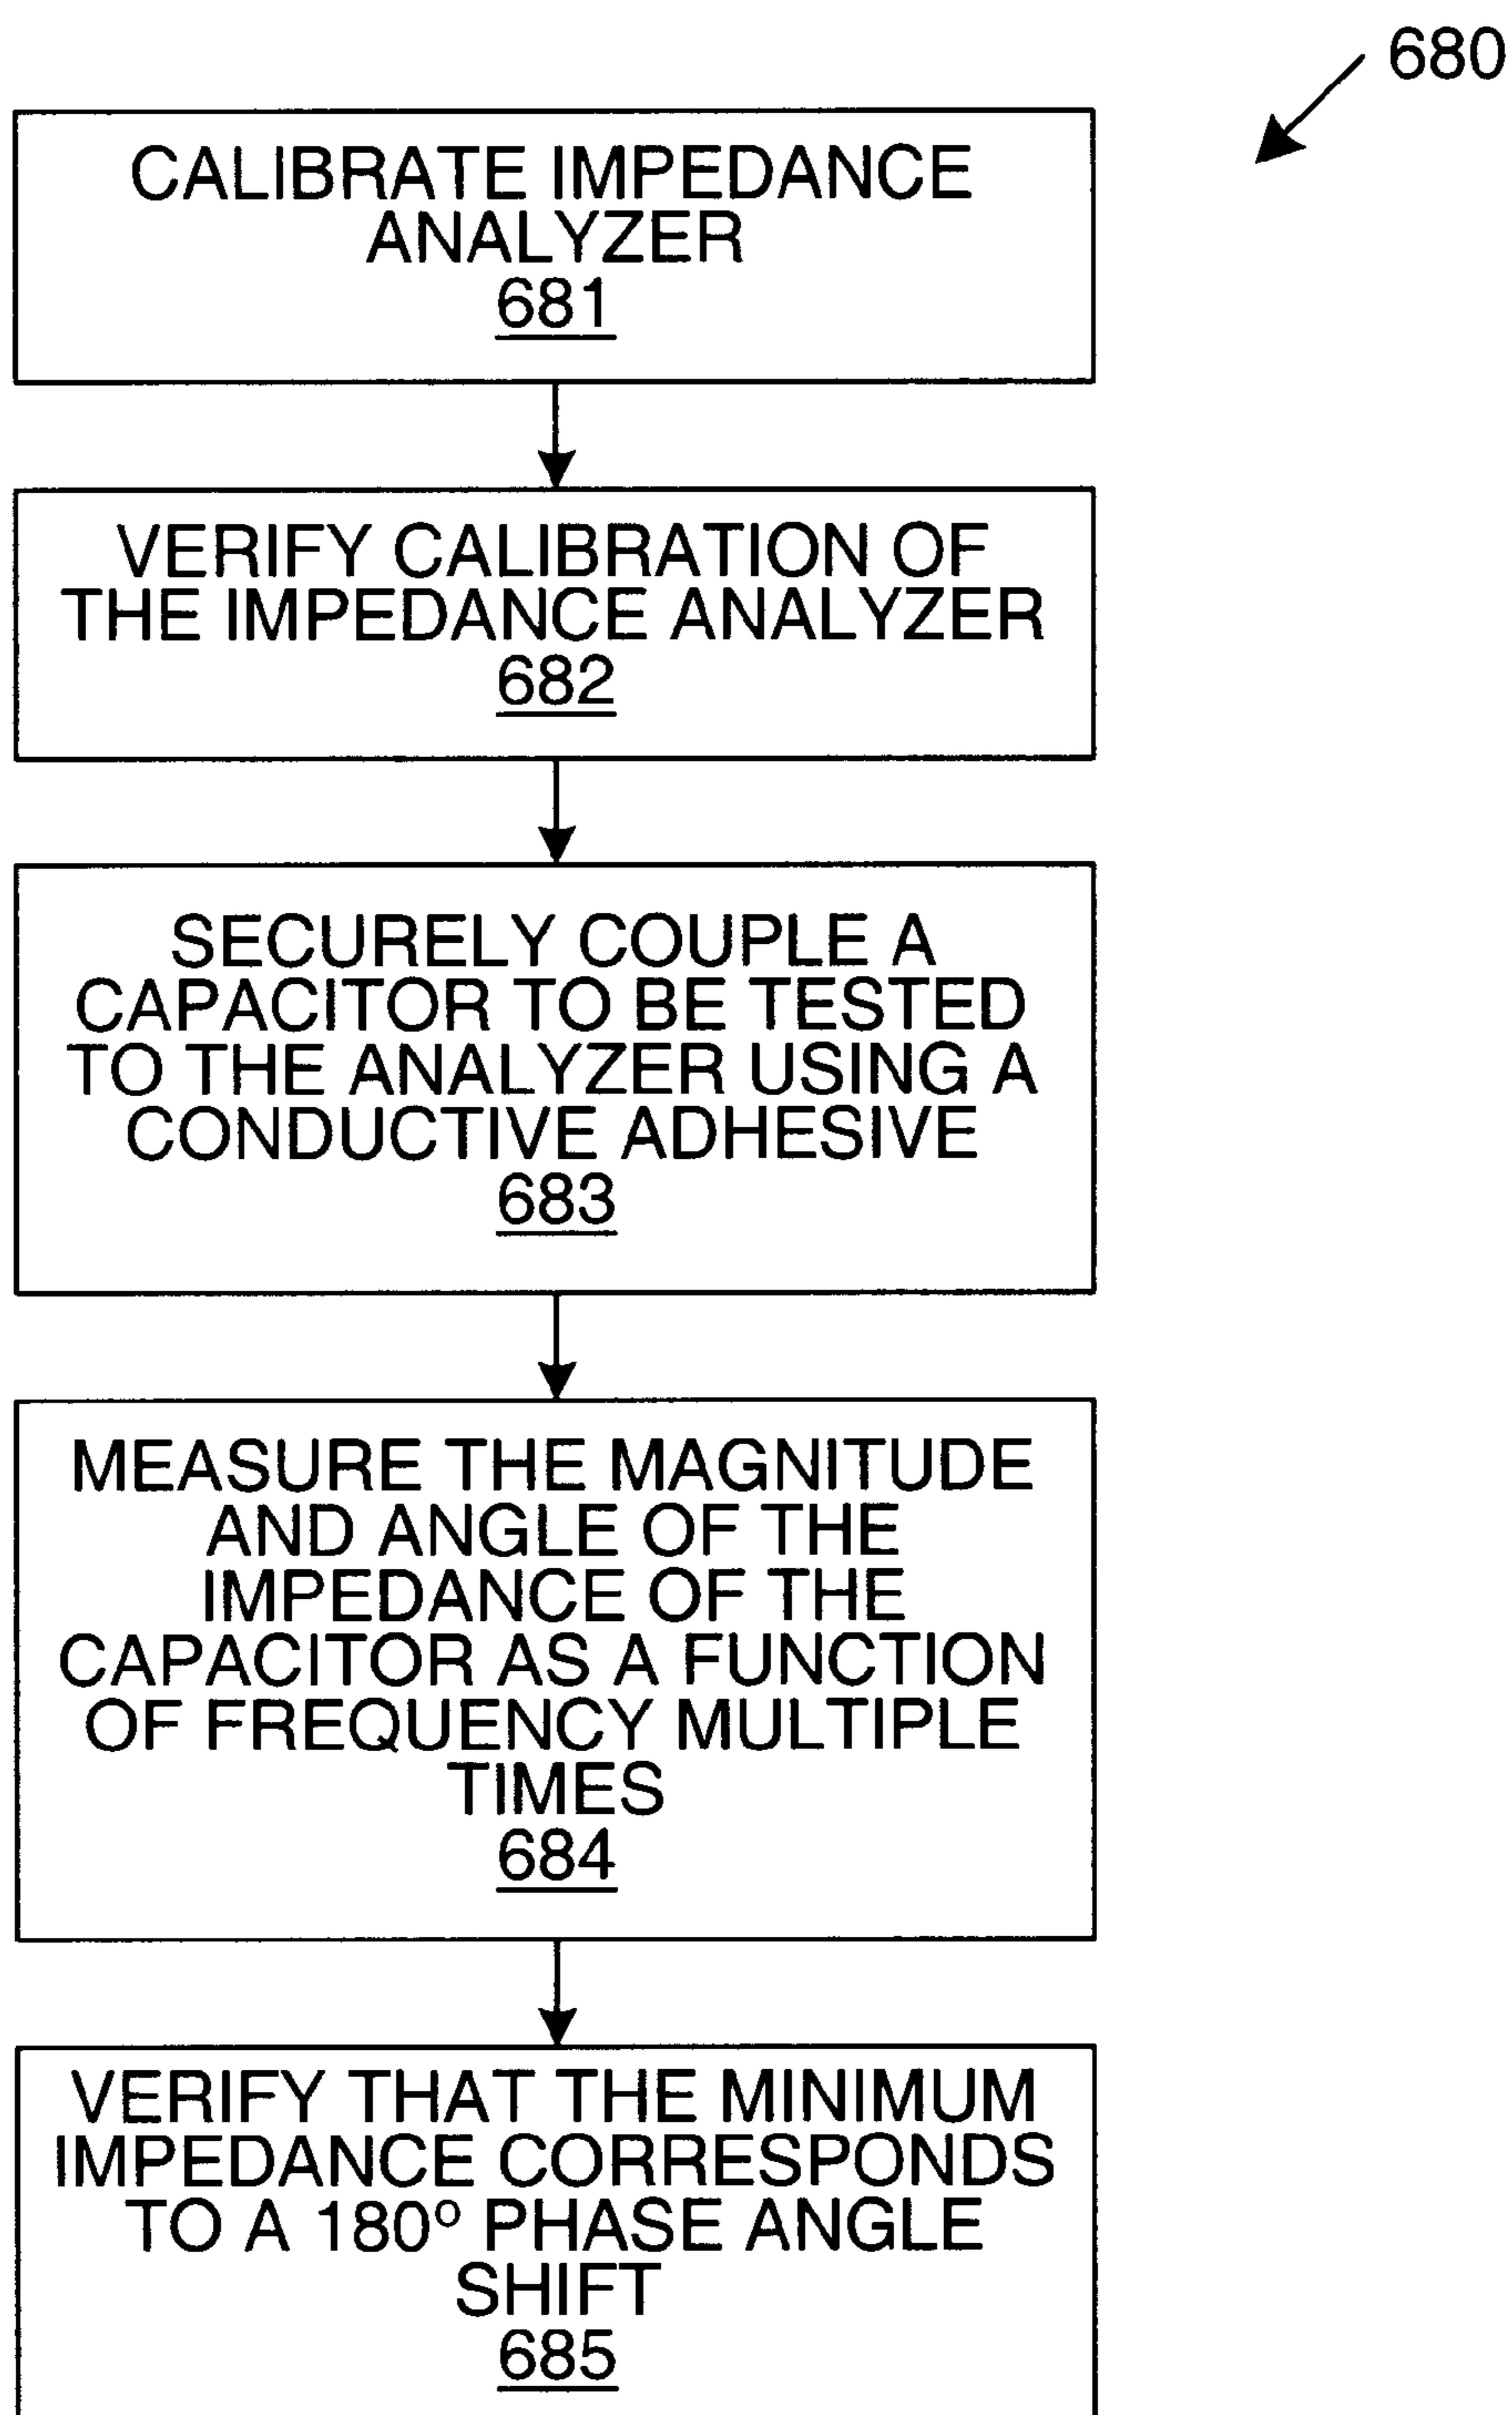 680
CALIBRATE IMPEDANCE
ANALYZER
681
VERIFY CALIBRATION OF
THE IMPEDANCE ANALYZER
682
SECURELY COUPLE A
CAPACITOR TO BE TESTED
TO THE ANALYZER USING A
CONDUCTIVE ADHESIVE
683
MEASURE THE MAGNITUDE
AND ANGLE OF THE
IMPEDANCE OF THE
CAPACITOR AS A FUNCTION
OF FREQUENCY MULTIPLE
TIMES
684
VERIFY THAT THE MINIMUM
IMPEDANCE CORRESPONDS
TO A 180º PHASE ANGLE
SHIFT
685